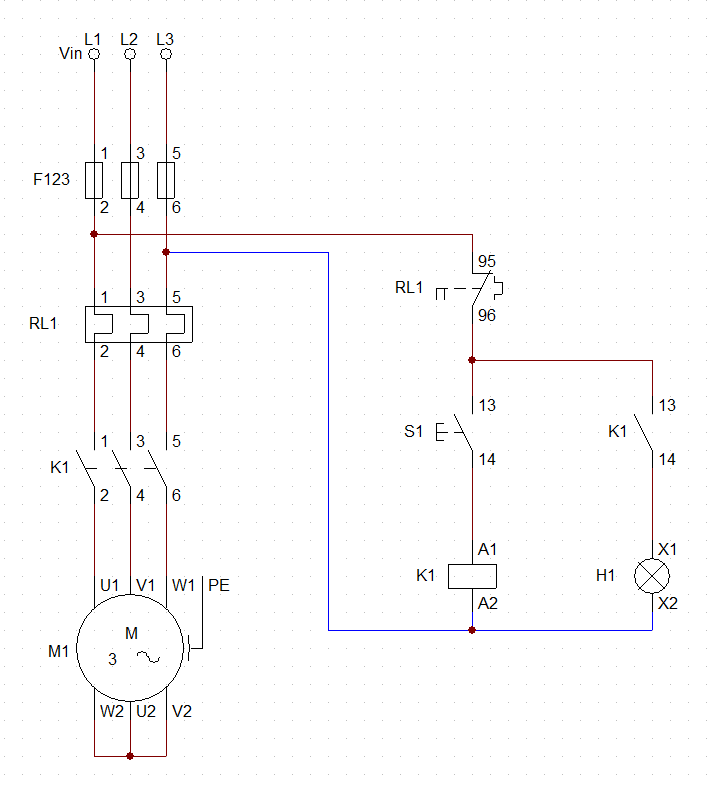 L1 L2 L3
Vin
1 3 5
F123
2 4 6
95
RL1
96
1 3 5
RL1
2 4 6
13 13
S1 K1
14 14
1 3 5
K1
2 4 6
A1 X1
K1 H1
A2 X2
U1 V1 W1 PE
M
M1 3
W2 U2 V2